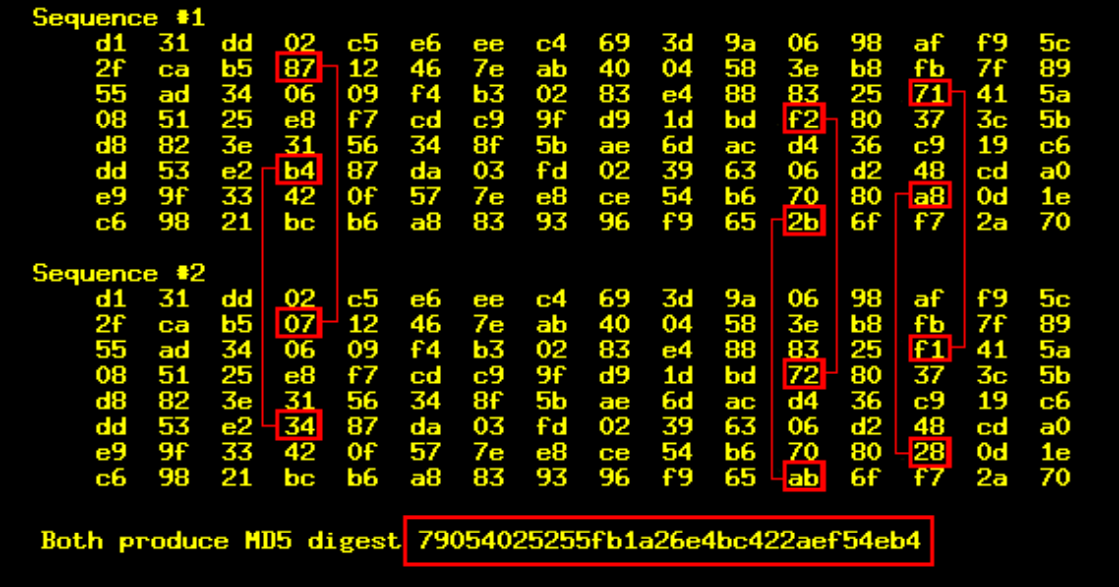 Sequence #1
d1 31 dd 02 c5 e6 ee c4 69 3d 9a 06 98 af f9 5c
2f ca b5 87 12 46 7e ab 40 04 58 3e b8 fb 7f 89
55 ad 34 06 09 f4 b3 02 83 e4 88 83 25 71 41 5a
08 51 25 e8 f7 cd c9 9f d9 1d bd f2 80 37 3c 5b
d8 82 3e 31 56 34 8f 5b ae 6d ac d4 36 c9 19 c6
dd 53 e2 b4 87 da 03 fd 02 39 63 06 d2 48 cd a0
e9 9f 33 42 0f 57 7e e8 ce 54 b6 70 80 a8 0d 1e
c6 98 21 bc b6 a8 83 93 96 f9 65 2b 6f f7 2a 70
Sequence #2
d1 31 dd 02 c5 e6 ee c4 69 3d 9a 06 98 af f9 5c
2f ca b5 07 12 46 7e ab 40 04 58 3e b8 fb 7f 89
55 ad 34 06 09 f4 b3 02 83 e4 88 83 25 f1 41 5a
08 51 25 e8 f7 cd c9 9f d9 1d bd 72 80 37 3c 5b
d8 82 3e 31 56 34 8f 5b ae 6d ac d4 36 c9 19 c6
dd 53 e2 34 87 da 03 fd 02 39 63 06 d2 48 cd a0
e9 9f 33 42 0f 57 7e e8 ce 54 b6 70 80 28 0d 1e
c6 98 21 bc b6 a8 83 93 96 f9 65 ab 6f f7 2a 70
Both produce MD5 digest 79054025255fb1a26e4bc422aef54eb4